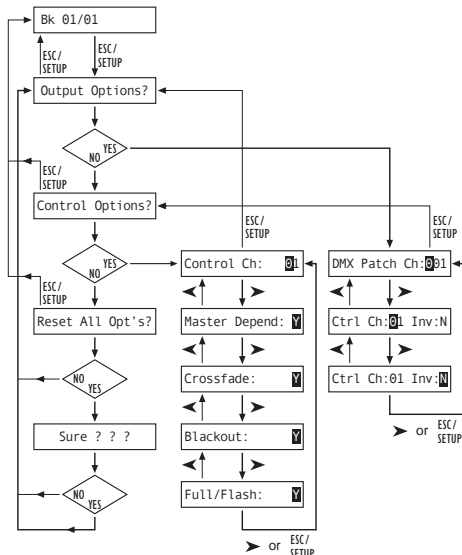 Bk 01/01
ESC/
SETUP
ESC/
SETUP
Output Options?
YES
NO
ESC/
SETUP
ESC/
SETUP
Control Options?
ESC/
SETUP
YES
NO
ESC/
SETUP
Control Ch: 01
DMX Patch Ch:001
Reset All Opt's?
Master Depend: Y
Ctrl Ch:01 Inv:N
NO
YES
Crossfade: Y
Ctrl Ch:01 Inv:N
Sure ? ? ?
Blackout: Y
or ESC/
SETUP
NO
YES
Full/Flash: Y
or ESC/
SETUP